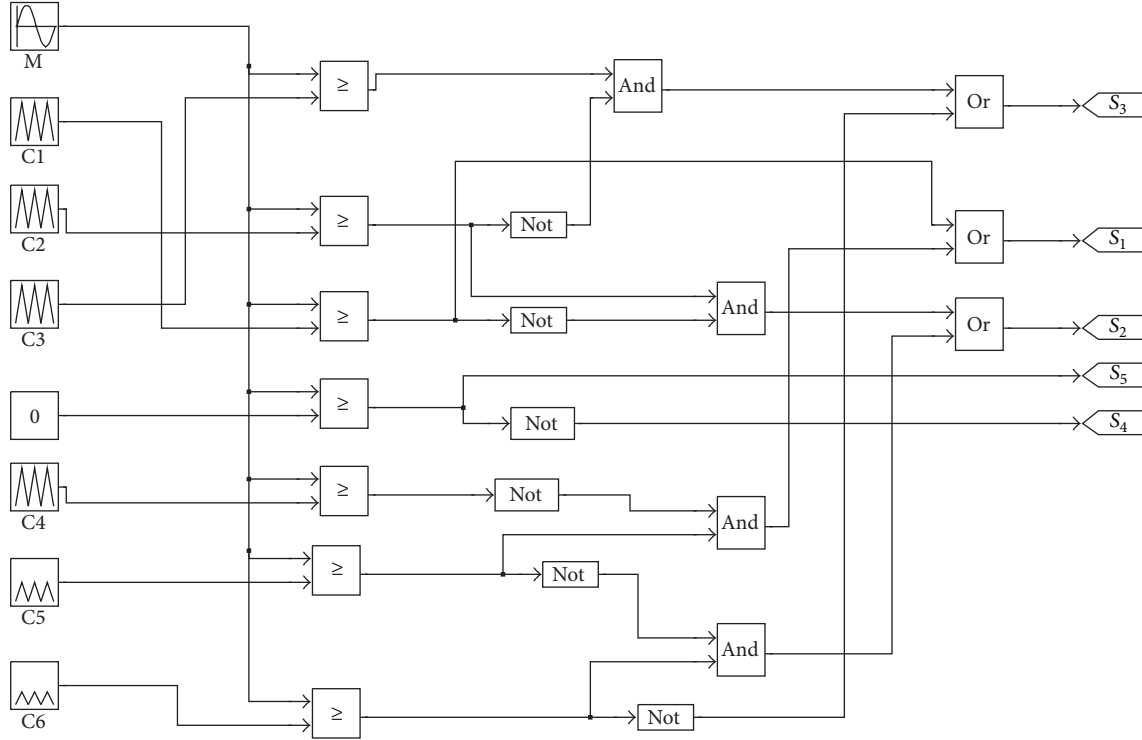 M
≥
And
Or
S3
C1
C2
≥
Not
Or
S1
C3
≥
Not
And
Or
S2
S5
0
≥
Not
S4
C4
≥
Not
And
C5
≥
Not
And
C6
≥
Not